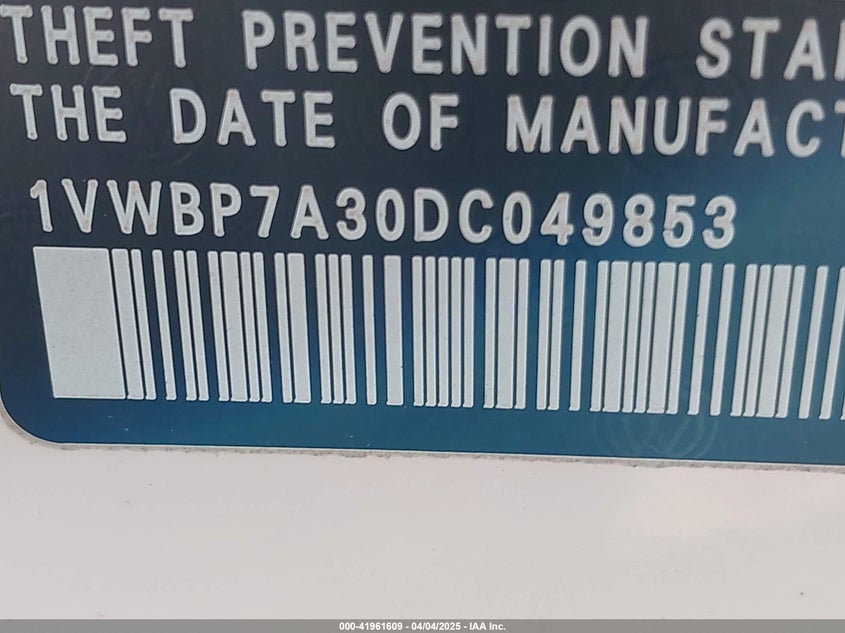 THEFT PREVENTION STA
THE DATE OF MANUFACT
1VWBP7A30DC049853
000-41961609 - 04/04/2025 - IAA Inc.